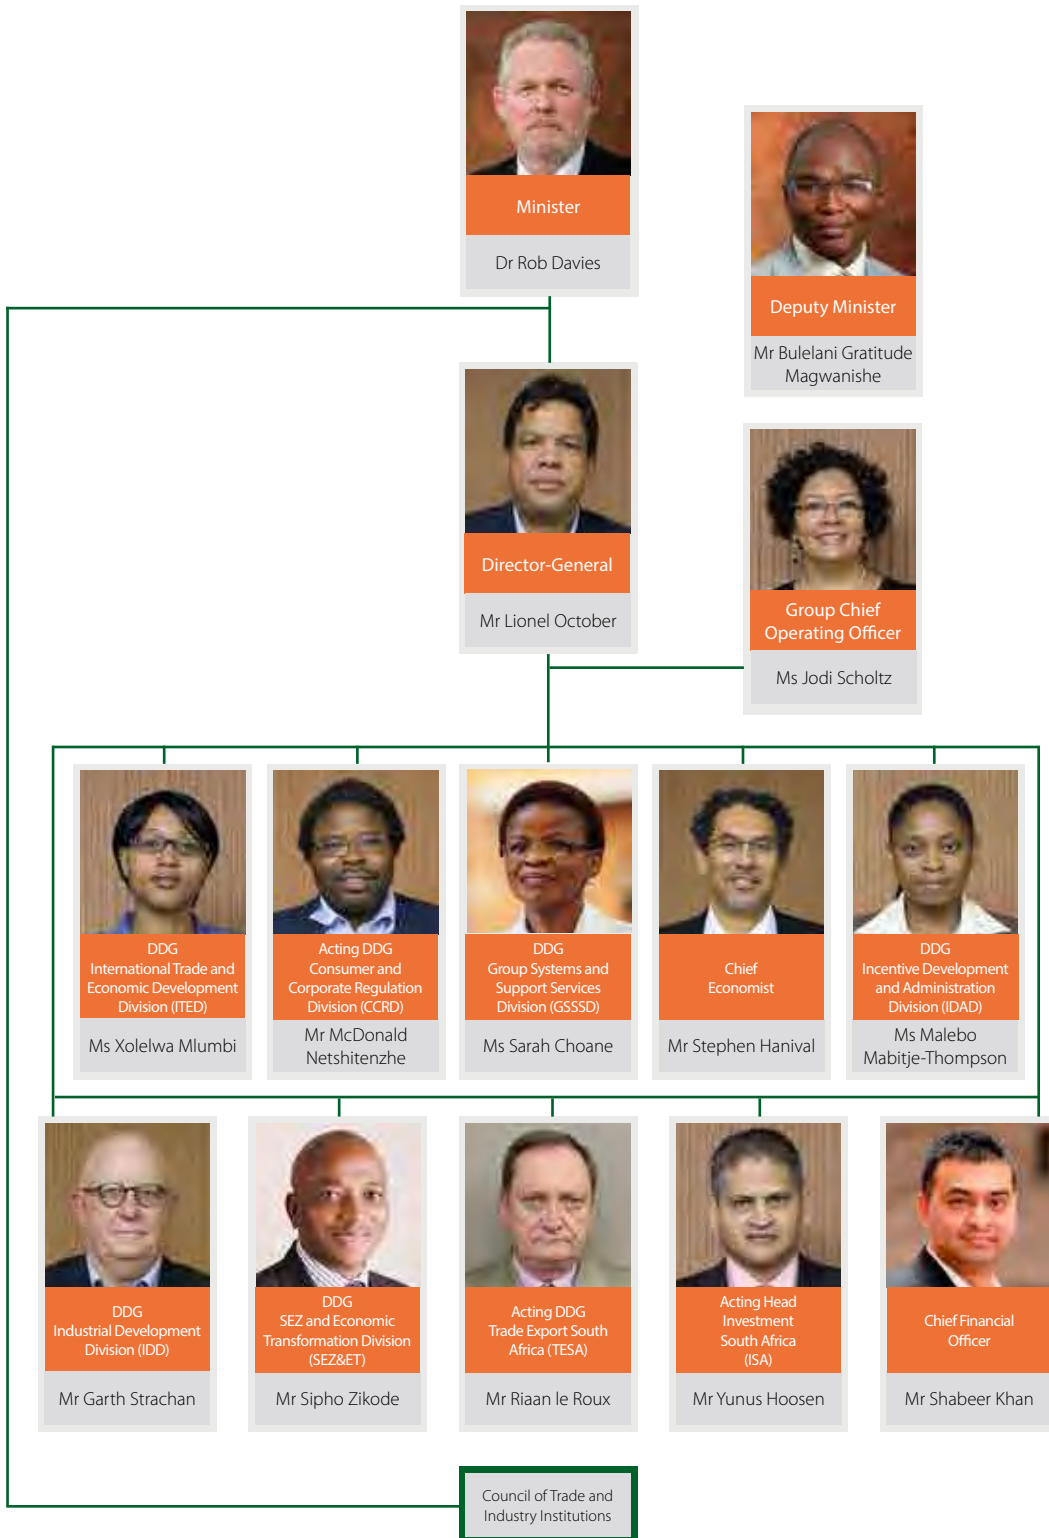 Minister
Dr Rob Davies
Deputy Minister
Mr Bulelani Gratitude
Magwanishe
Director-General
Mr Lionel October
Group Chief
Operating Officer
Ms Jodi Scholtz
DDG
International Trade and
Economic Development
Division (ITED)
Ms Xolelwa Mlumbi
Acting DDG
Consumer and
Corporate Regulation
Division (CCRD)
Mr McDonald
Netshitenzhe
DDG
Group Systems and
Support Services
Division (GSSSD)
Ms Sarah Choane
Chief
Economist
Mr Stephen Hanival
DDG
Incentive Development
and Administration
Division (IDAD)
Ms Malebo
Mabitje-Thompson
DDG
Industrial Development
Division (IDD)
Mr Garth Strachan
DDG
SEZ and Economic
Transformation Division
(SEZ&ET)
Mr Sipho Zikode
Acting DDG
Trade Export South
Africa (TESA)
Mr Riaan le Roux
Acting Head
Investment
South Africa
(ISA)
Mr Yunus Hoosen
Chief Financial
Officer
Mr Shabeer Khan
Council of Trade and
Industry Institutions